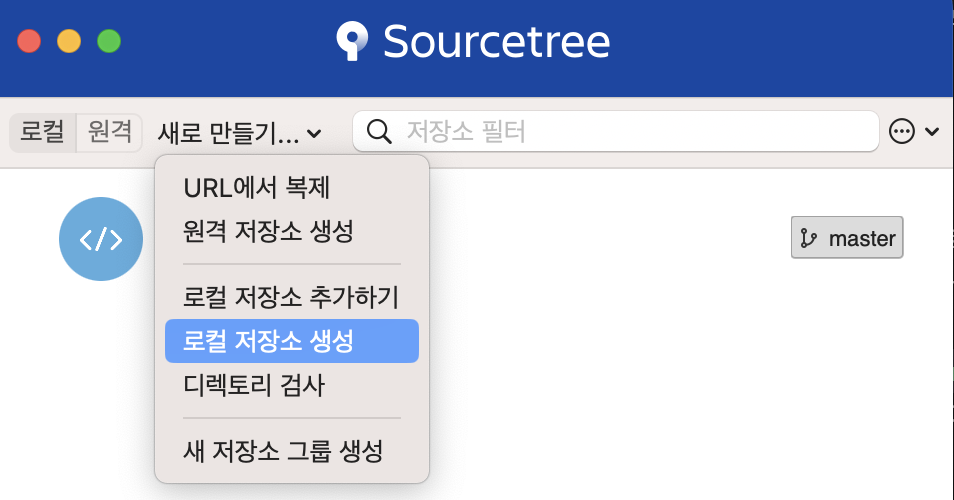 Sourcetree
로컬 원격 새로 만들기... 저장소 필터
URL에서 복제
원격 저장소 생성
master
로컬 저장소 추가하기
로컬 저장소 생성
디렉토리 검사
새 저장소 그룹 생성